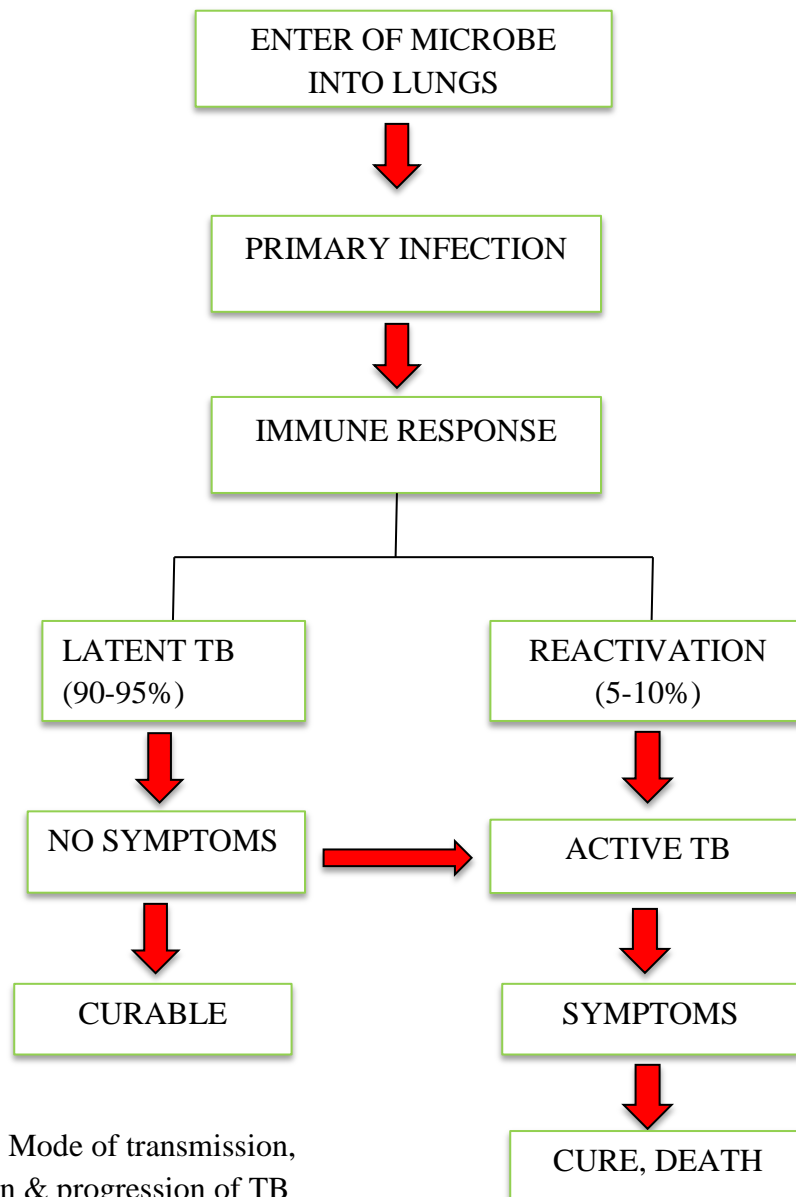 ENTER OF MICROBE
INTO LUNGS
PRIMARY INFECTION
IMMUNE RESPONSE
LATENT TB
(90-95%)
REACTIVATION
(5-10%)
NO SYMPTOMS
ACTIVE TB
CURABLE
SYMPTOMS
Mode of transmission,
& progression of TB
CURE, DEATH